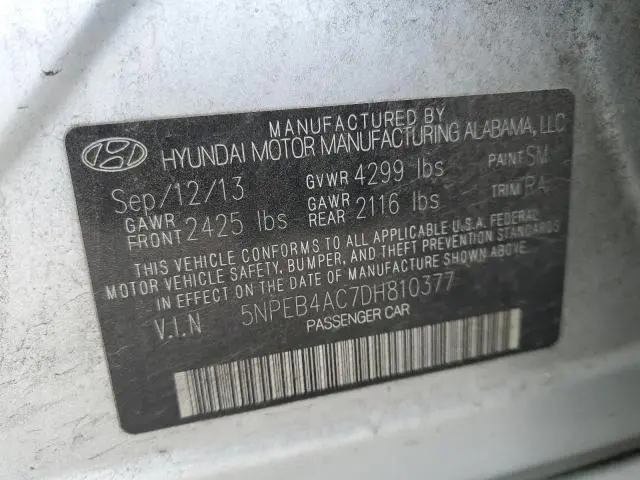 MANUFACTURED BY
HYUNDAI MOTOR MANUFACTURING ALABAMA, LLC
Sep/12/13 GVWR 4299 lbs PAINT SM
GAWR FRONT 2425 lbs GAWR REAR 2116 lbs TRIM RA
THIS VEHICLE CONFORMS TO ALL APPLICABLE U.S.A. FEDERAL
MOTOR VEHICLE SAFETY, BUMPER, AND THEFT PREVENTION STANDARDS
IN EFFECT ON THE DATE OF MANUFACTURE SHOWN ABOVE.
V.I.N 5NPEB4AC7DH810377
PASSENGER CAR